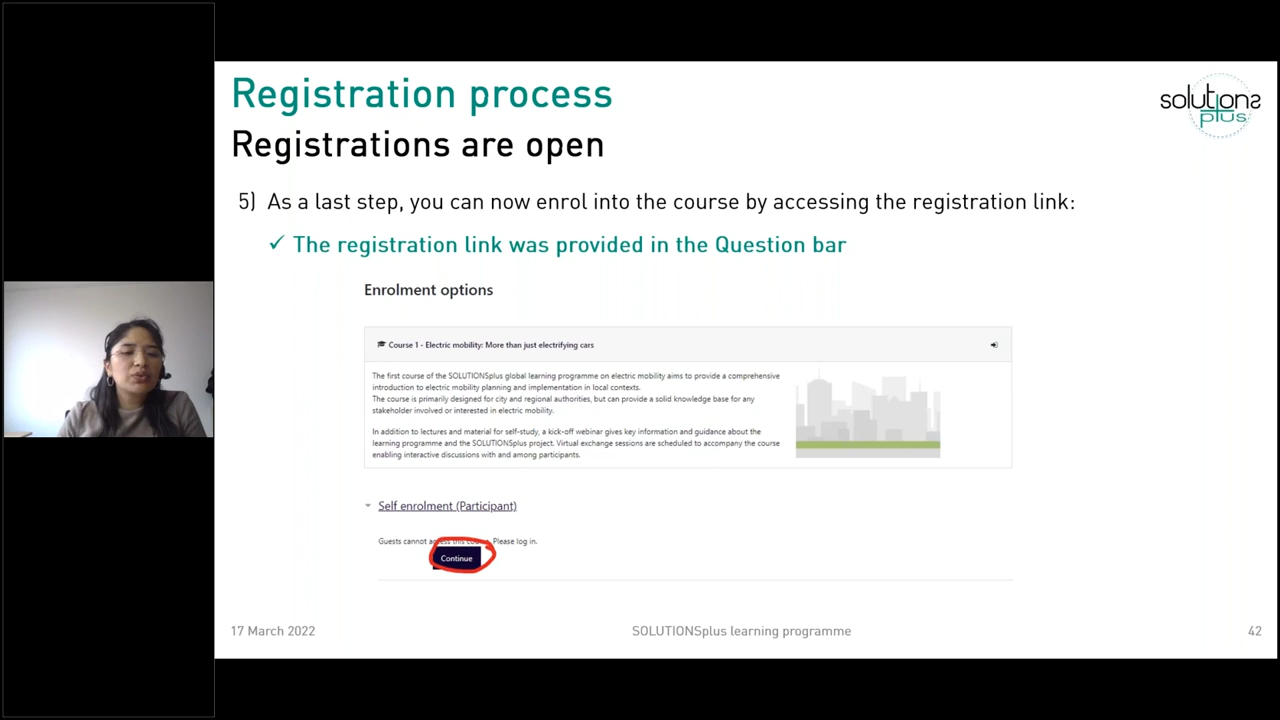 Registration process
Registrations are open
solutions
plus
5) As a last step, you can now enrol into the course by accessing the registration link:
✓ The registration link was provided in the Question bar
Enrolment options
Course 1 - Electric mobility: More than just electrifying cars
The first course of the SOLUTIONSplus global learning programme on electric mobility aims to provide a comprehensive
introduction to electric mobility planning and implementation in local contexts.
The course is primarily designed for city and regional authorities, but can provide a solid knowledge base for any
stakeholder involved or interested in electric mobility.
In addition to lectures and material for self-study, a kick-off webinar gives key information and guidance about the
learning programme and the SOLUTIONSplus project. Virtual exchange sessions are scheduled to accompany the course
enabling interactive discussions with and among participants.
Self enrolment (Participant)
Guests cannot access this course. Please log in.
Continue
17 March 2022
SOLUTIONSplus learning programme
42